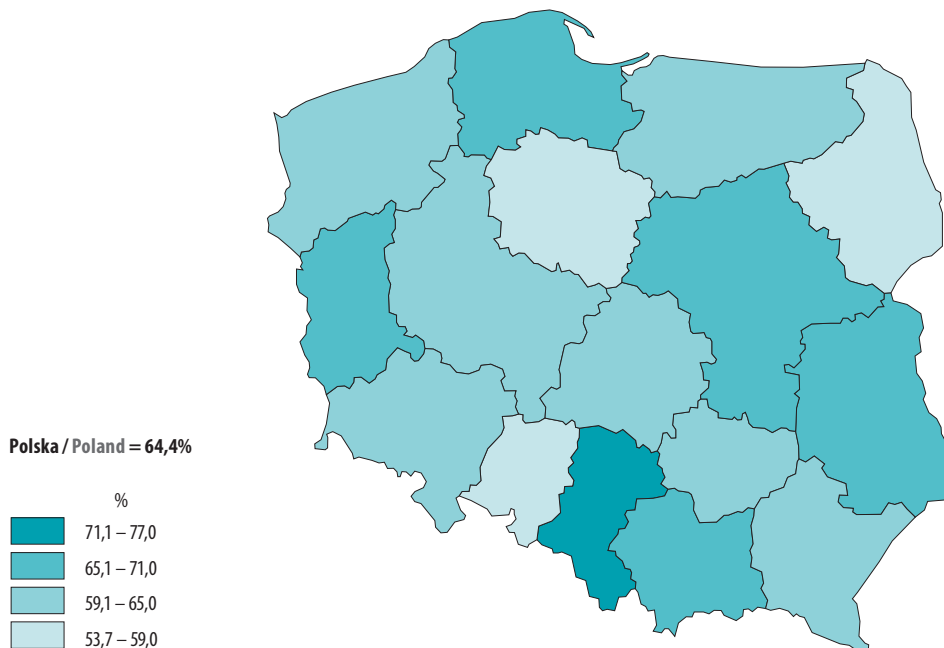 Polska / Poland = 64,4%
%
71,1 – 77,0
65,1 – 71,0
59,1 – 65,0
53,7 – 59,0